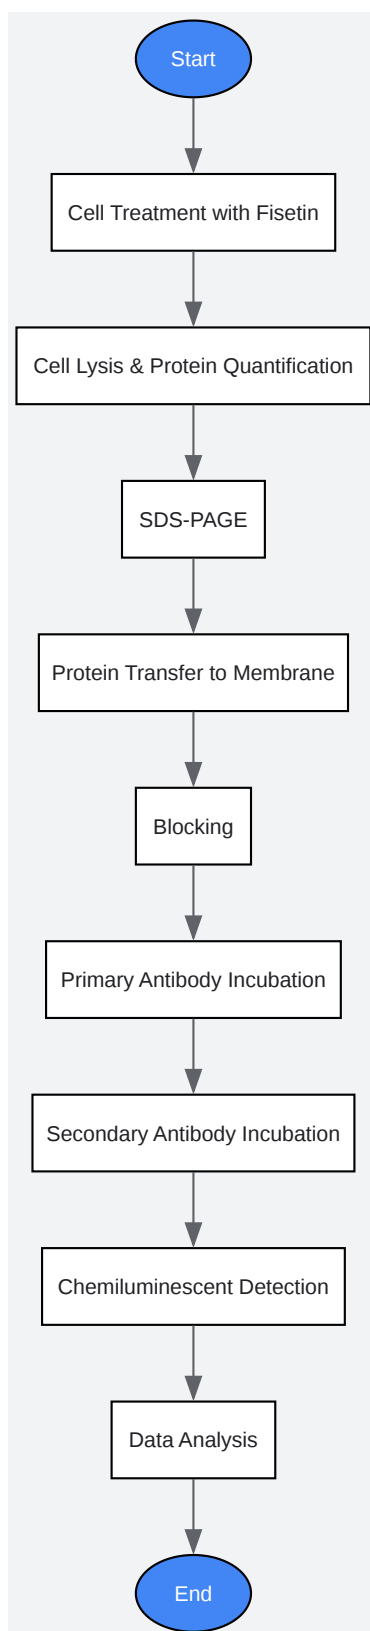 Start
Cell Treatment with Fisetin
Cell Lysis & Protein Quantification
SDS-PAGE
Protein Transfer to Membrane
Blocking
Primary Antibody Incubation
Secondary Antibody Incubation
Chemiluminescent Detection
Data Analysis
End